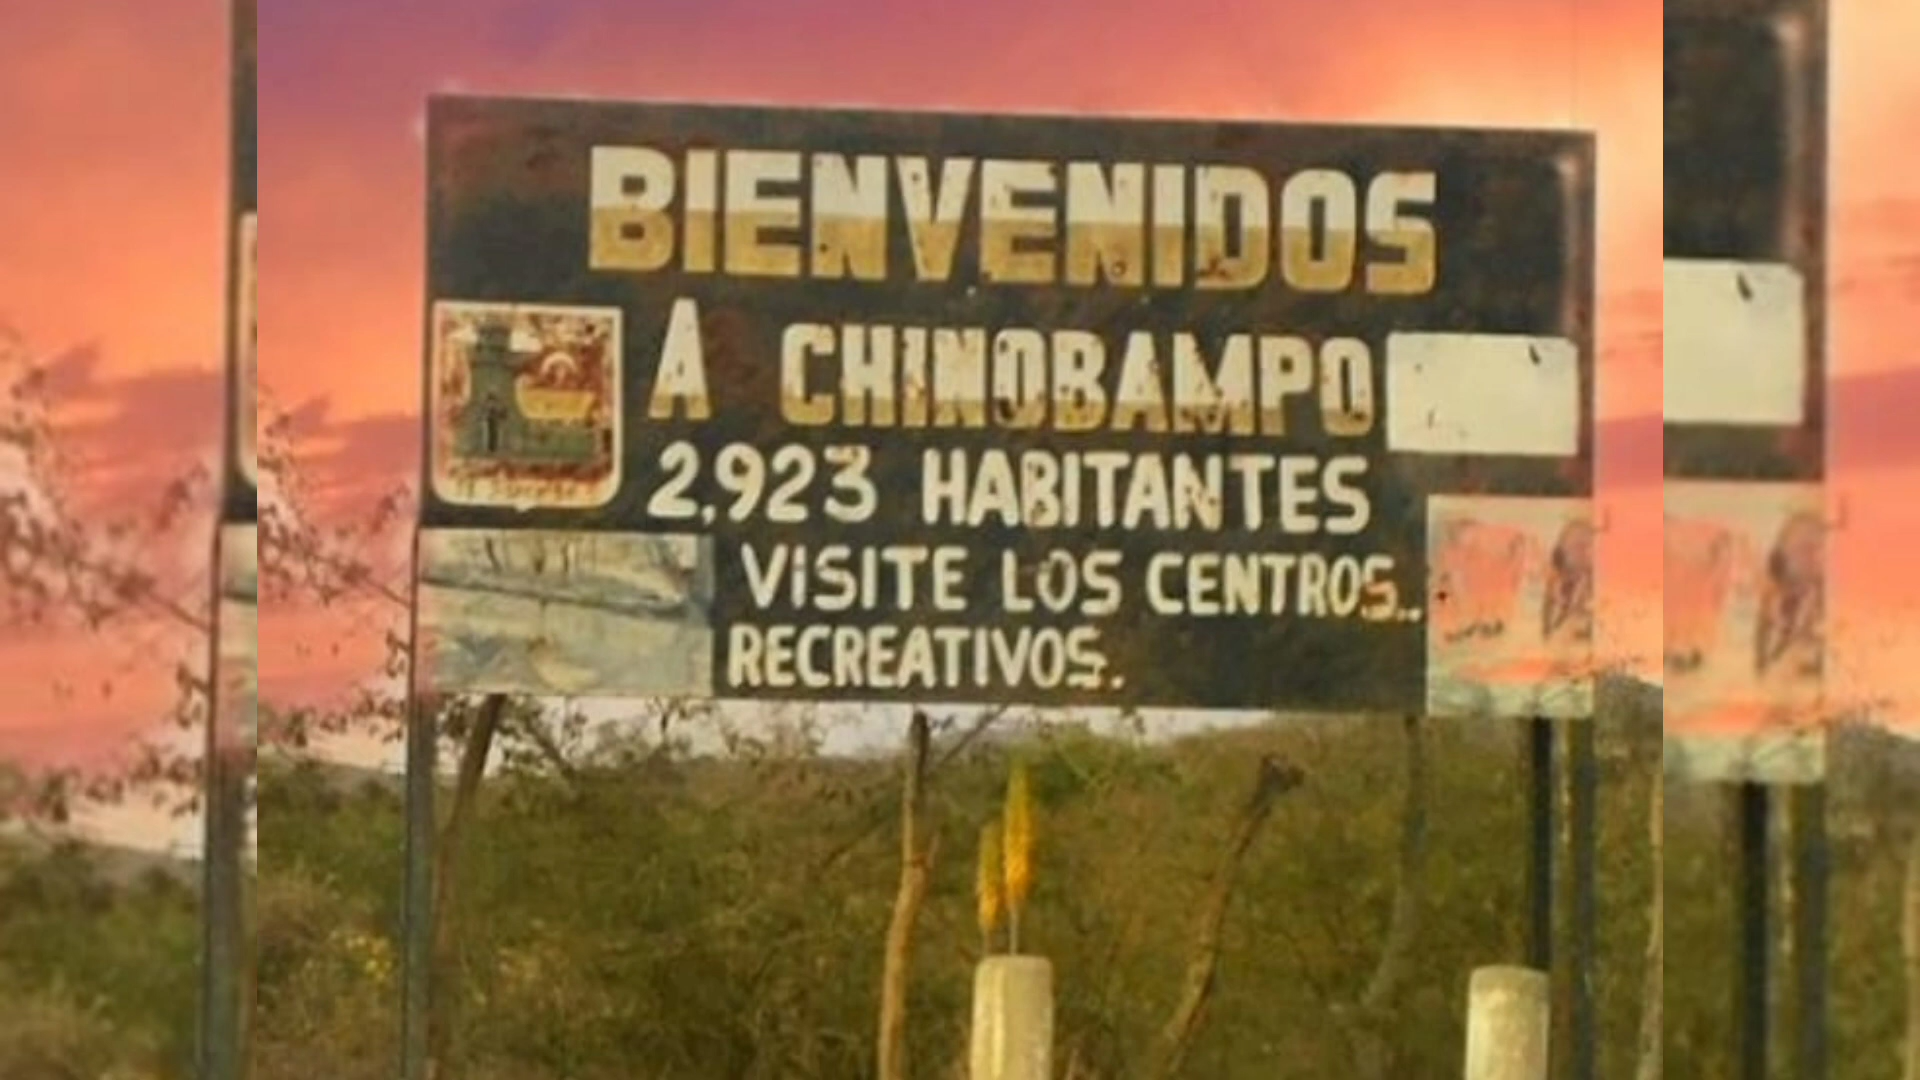 BIENVENIDOS
A CHINOBAMPO
2,923 HABITANTES
VISITE LOS CENTROS..
RECREATIVOS.